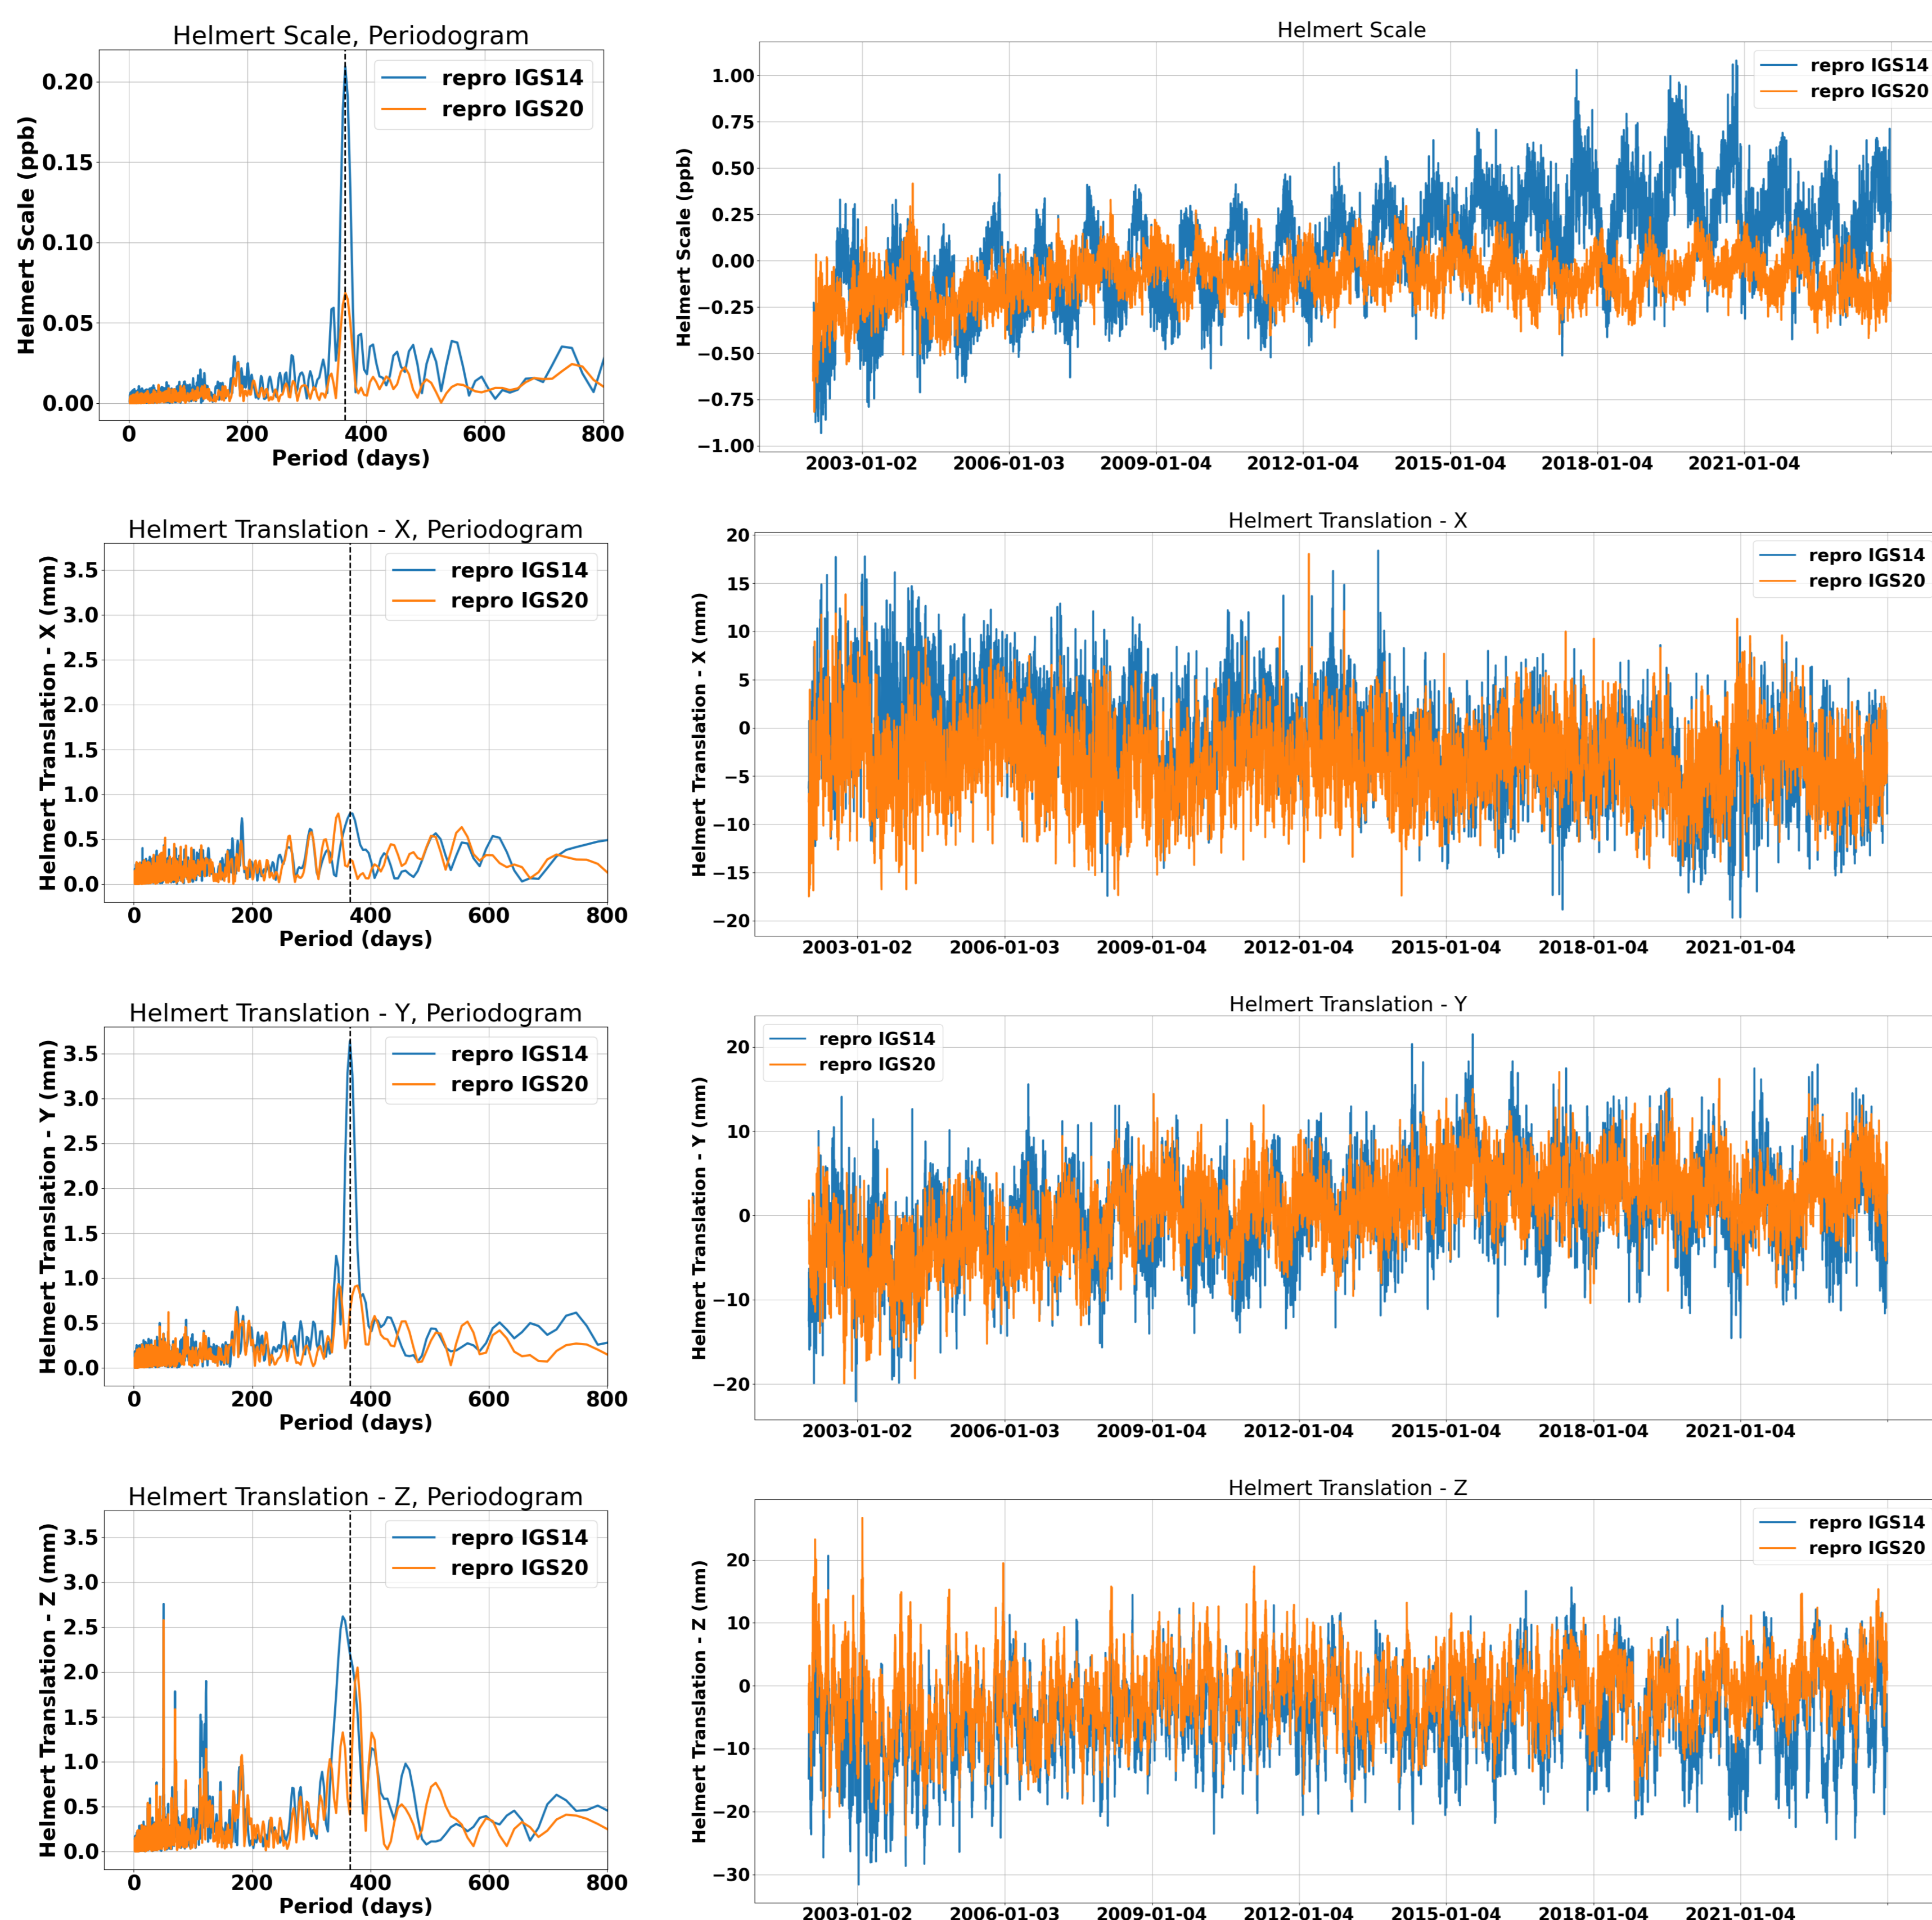 Helmert Scale, Periodogram
Helmert Scale (ppb)
0.20
0.15
0.10
0.05
0.00
repro IGS14
repro IGS20
0 200 400 600 800
Period (days)
Helmert Scale
Helmert Scale (ppb)
1.00
0.75
0.50
0.25
0.00
−0.25
−0.50
−0.75
−1.00
repro IGS14
repro IGS20
2003-01-02 2006-01-03 2009-01-04 2012-01-04 2015-01-04 2018-01-04 2021-01-04
Helmert Translation - X, Periodogram
Helmert Translation - X (mm)
3.5
3.0
2.5
2.0
1.5
1.0
0.5
0.0
repro IGS14
repro IGS20
0 200 400 600 800
Period (days)
Helmert Translation - X
Helmert Translation - X (mm)
20
15
10
5
0
−5
−10
−15
−20
repro IGS14
repro IGS20
2003-01-02 2006-01-03 2009-01-04 2012-01-04 2015-01-04 2018-01-04 2021-01-04
Helmert Translation - Y, Periodogram
Helmert Translation - Y (mm)
3.5
3.0
2.5
2.0
1.5
1.0
0.5
0.0
repro IGS14
repro IGS20
0 200 400 600 800
Period (days)
Helmert Translation - Y
Helmert Translation - Y (mm)
20
10
0
−10
−20
repro IGS14
repro IGS20
2003-01-02 2006-01-03 2009-01-04 2012-01-04 2015-01-04 2018-01-04 2021-01-04
Helmert Translation - Z, Periodogram
Helmert Translation - Z (mm)
3.5
3.0
2.5
2.0
1.5
1.0
0.5
0.0
repro IGS14
repro IGS20
0 200 400 600 800
Period (days)
Helmert Translation - Z
Helmert Translation - Z (mm)
20
10
0
−10
−20
−30
repro IGS14
repro IGS20
2003-01-02 2006-01-03 2009-01-04 2012-01-04 2015-01-04 2018-01-04 2021-01-04